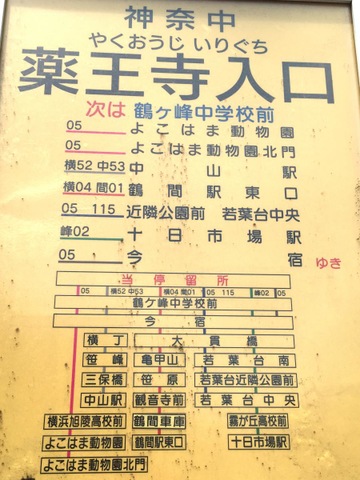 神奈中
やくおうじ いりぐち
薬王寺入口
次は 鶴ヶ峰中学校前
05 よこはま動物園
05 よこはま動物園北門
横52 中53 中山駅
横04 間01 鶴間駅東口
05 115 近隣公園前 若葉台中央
峰02 十日市場駅
05 今宿 ゆき
当停留所
05 横52 中53 横04 間01 05 115 峰02 05
鶴ケ峰中学校前
今宿
横丁 大貫橋
笹峰 亀甲山 若葉台南
三保橋 笹原 若葉台近隣公園前
中山駅 観音寺前 若葉台中央
横浜旭陵高校前 鶴間車庫 霧が丘高校前
よこはま動物園 鶴間駅東口 十日市場駅
よこはま動物園北門